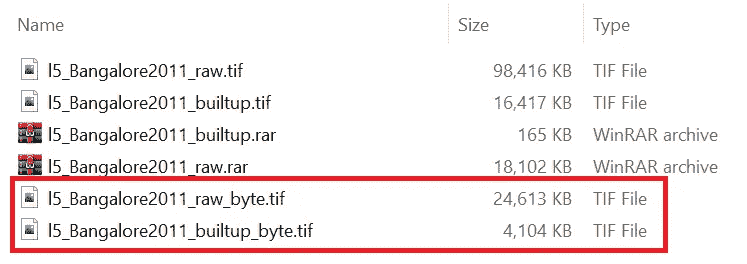 Name Size Type
l5_Bangalore2011_raw.tif 98,416 KB TIF File
l5_Bangalore2011_builtup.tif 16,417 KB TIF File
l5_Bangalore2011_builtup.rar 165 KB WinRAR archive
l5_Bangalore2011_raw.rar 18,102 KB WinRAR archive
l5_Bangalore2011_raw_byte.tif 24,613 KB TIF File
l5_Bangalore2011_builtup_byte.tif 4,104 KB TIF File